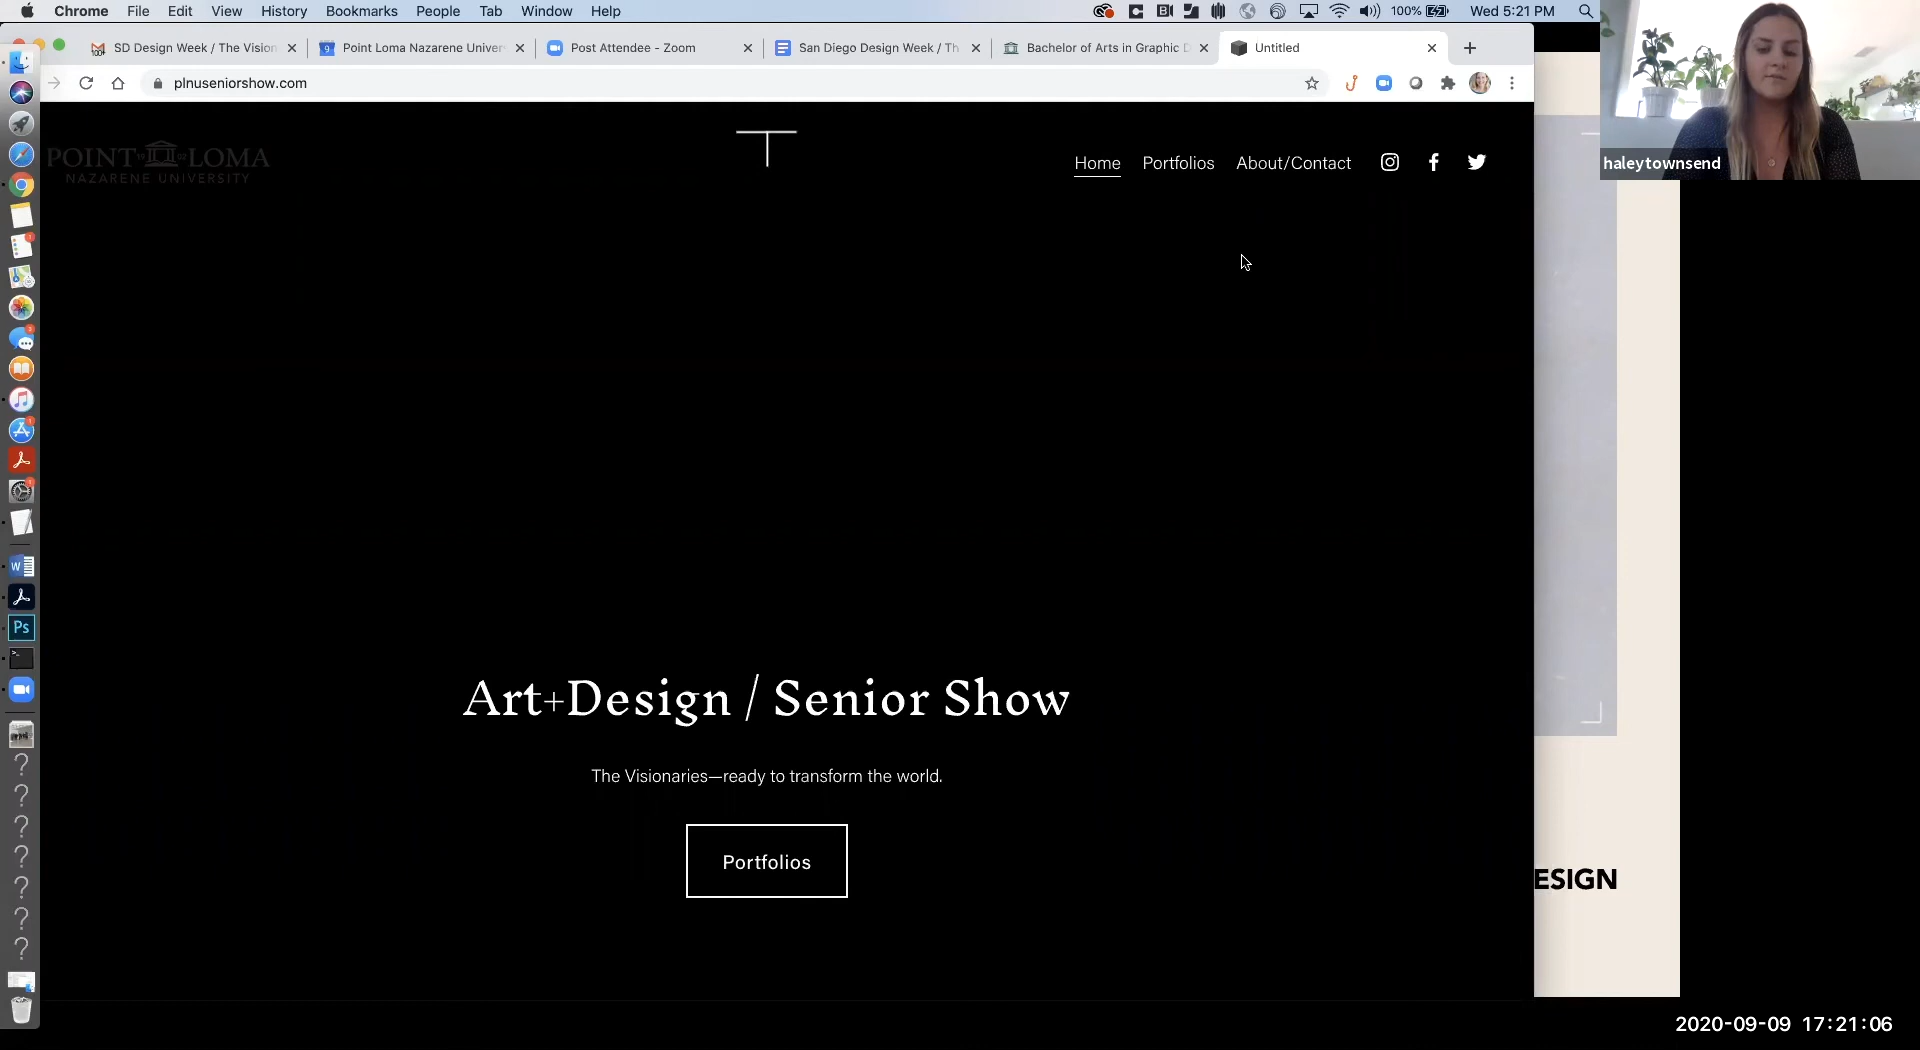 Chrome File Edit View History Bookmarks People Tab Window Help
100% Wed 5:21 PM
SD Design Week / The Vision
Point Loma Nazarene Univer
Post Attendee - Zoom
San Diego Design Week / Th
Bachelor of Arts in Graphic D
Untitled
plnuseniorshow.com
haleytownsend
POINT LOMA
NAZARENE UNIVERSITY
T
Home Portfolios About/Contact
Art+Design / Senior Show
The Visionaries—ready to transform the world.
Portfolios
ESIGN
W
Ps
2020-09-09 17:21:06